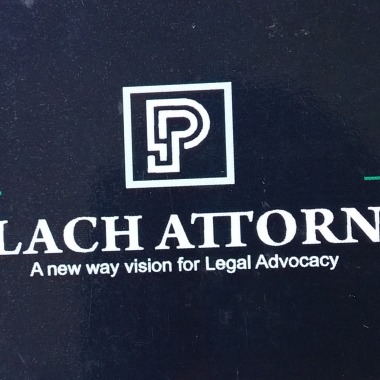 P
LACH ATTORN
A new way vision for Legal Advocacy